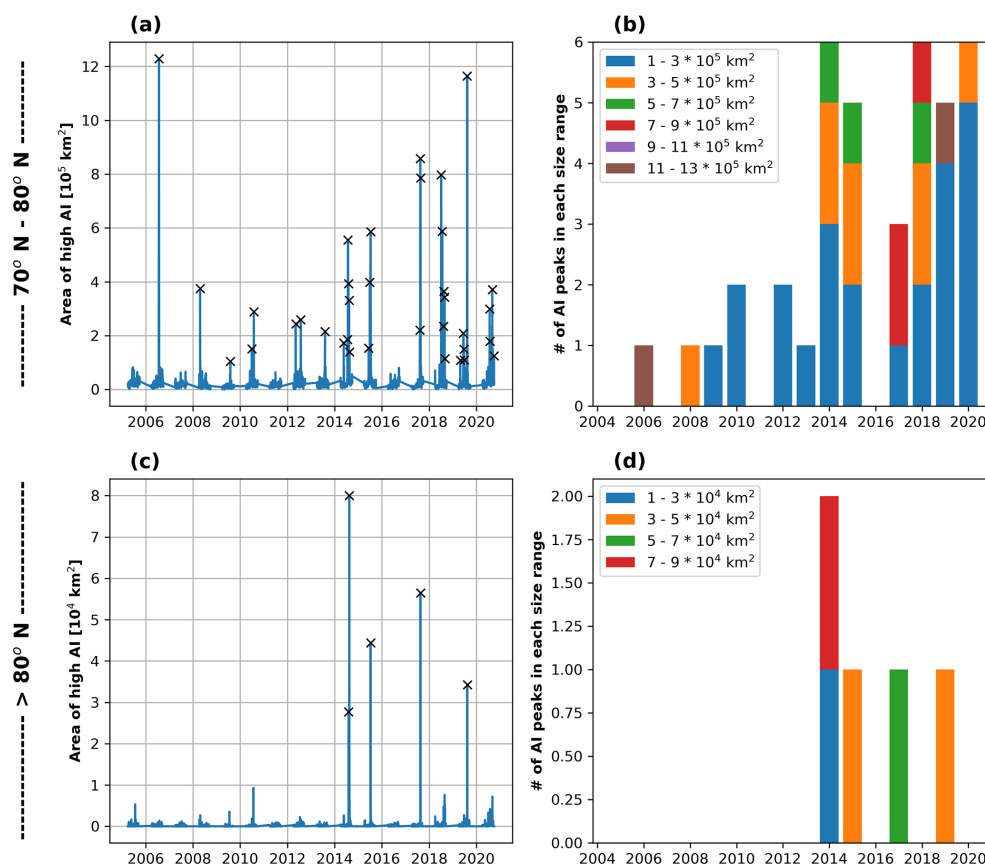 (a)
(b)
------- 70° N - 80° N -------
Area of high AI [10⁵ km²]
12
10
8
6
4
2
0
2006 2008 2010 2012 2014 2016 2018 2020
# of AI peaks in each size range
6
5
4
3
2
1
0
1 - 3 * 10⁵ km²
3 - 5 * 10⁵ km²
5 - 7 * 10⁵ km²
7 - 9 * 10⁵ km²
9 - 11 * 10⁵ km²
11 - 13 * 10⁵ km²
2004 2006 2008 2010 2012 2014 2016 2018 2020
(c)
(d)
------- > 80° N -------
Area of high AI [10⁴ km²]
8
7
6
5
4
3
2
1
0
2006 2008 2010 2012 2014 2016 2018 2020
# of AI peaks in each size range
2.00
1.75
1.50
1.25
1.00
0.75
0.50
0.25
0.00
1 - 3 * 10⁴ km²
3 - 5 * 10⁴ km²
5 - 7 * 10⁴ km²
7 - 9 * 10⁴ km²
2004 2006 2008 2010 2012 2014 2016 2018 2020